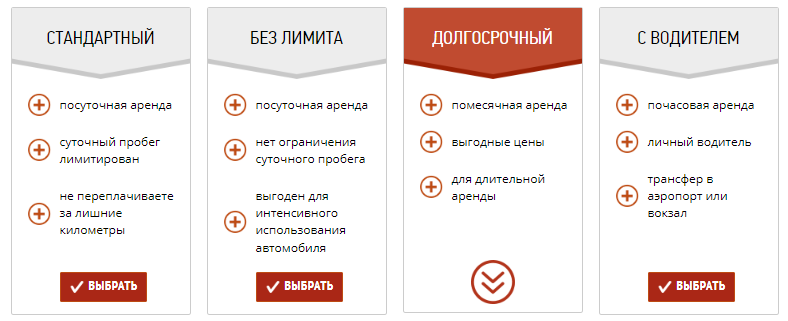 СТАНДАРТНЫЙ
посуточная аренда
суточный пробег
лимитирован
не переплачиваете
за лишние
километры
ВЫБРАТЬ
БЕЗ ЛИМИТА
посуточная аренда
нет ограничения
суточного пробега
выгоден для
интенсивного
использования
автомобиля
ВЫБРАТЬ
ДОЛГОСРОЧНЫЙ
помесячная аренда
выгодные цены
для длительной
аренды
С ВОДИТЕЛЕМ
почасовая аренда
личный водитель
трансфер в
аэропорт или
вокзал
ВЫБРАТЬ